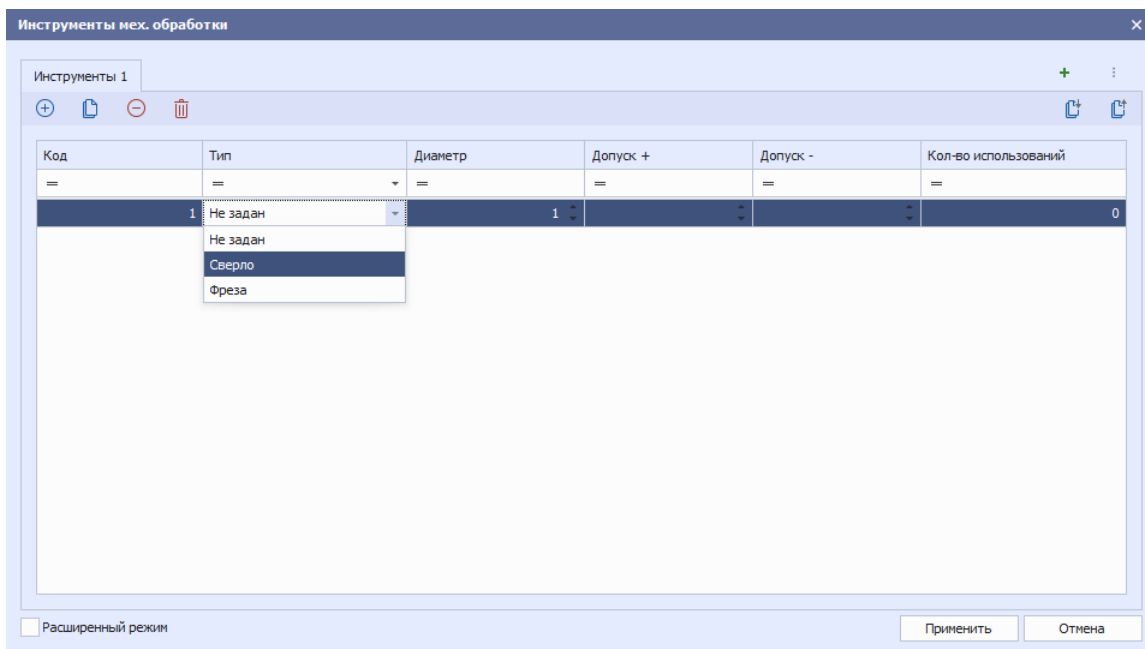 Инструменты мех. обработки
Инструменты 1
Код Тип Диаметр Допуск + Допуск - Кол-во использований
= = = = = =
1 Не задан 1 0
Не задан
Сверло
Фреза
Расширенный режим Применить Отмена